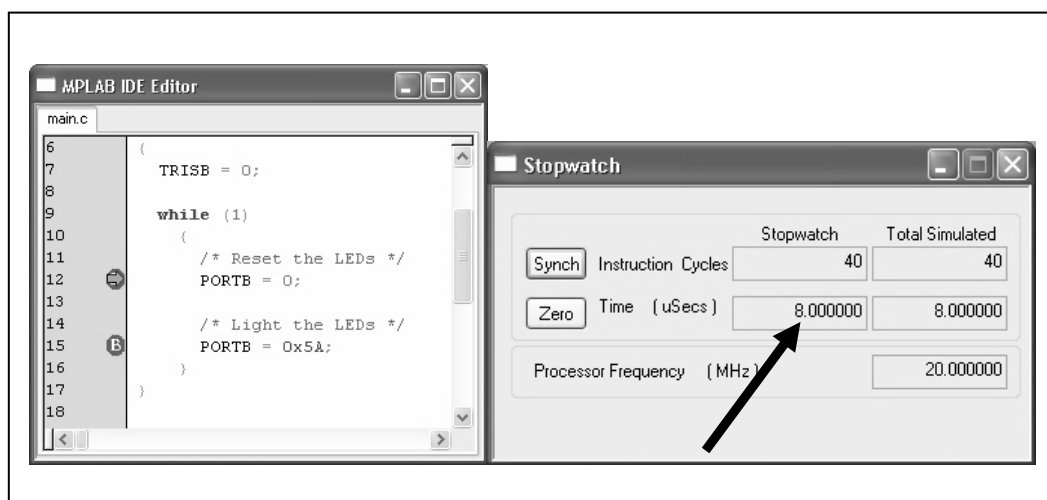 MPLAB IDE Editor
main.c
6 {
7 TRISB = 0;
8
9 while (1)
10 {
11 /* Reset the LEDs */
12 PORTB = 0;
13
14 /* Light the LEDs */
15 B PORTB = 0x5A;
16 }
17 }
18
Stopwatch
Stopwatch Total Simulated
Synch Instruction Cycles 40 40
Zero Time (uSecs) 8.000000 8.000000
Processor Frequency (MHz) 20.000000